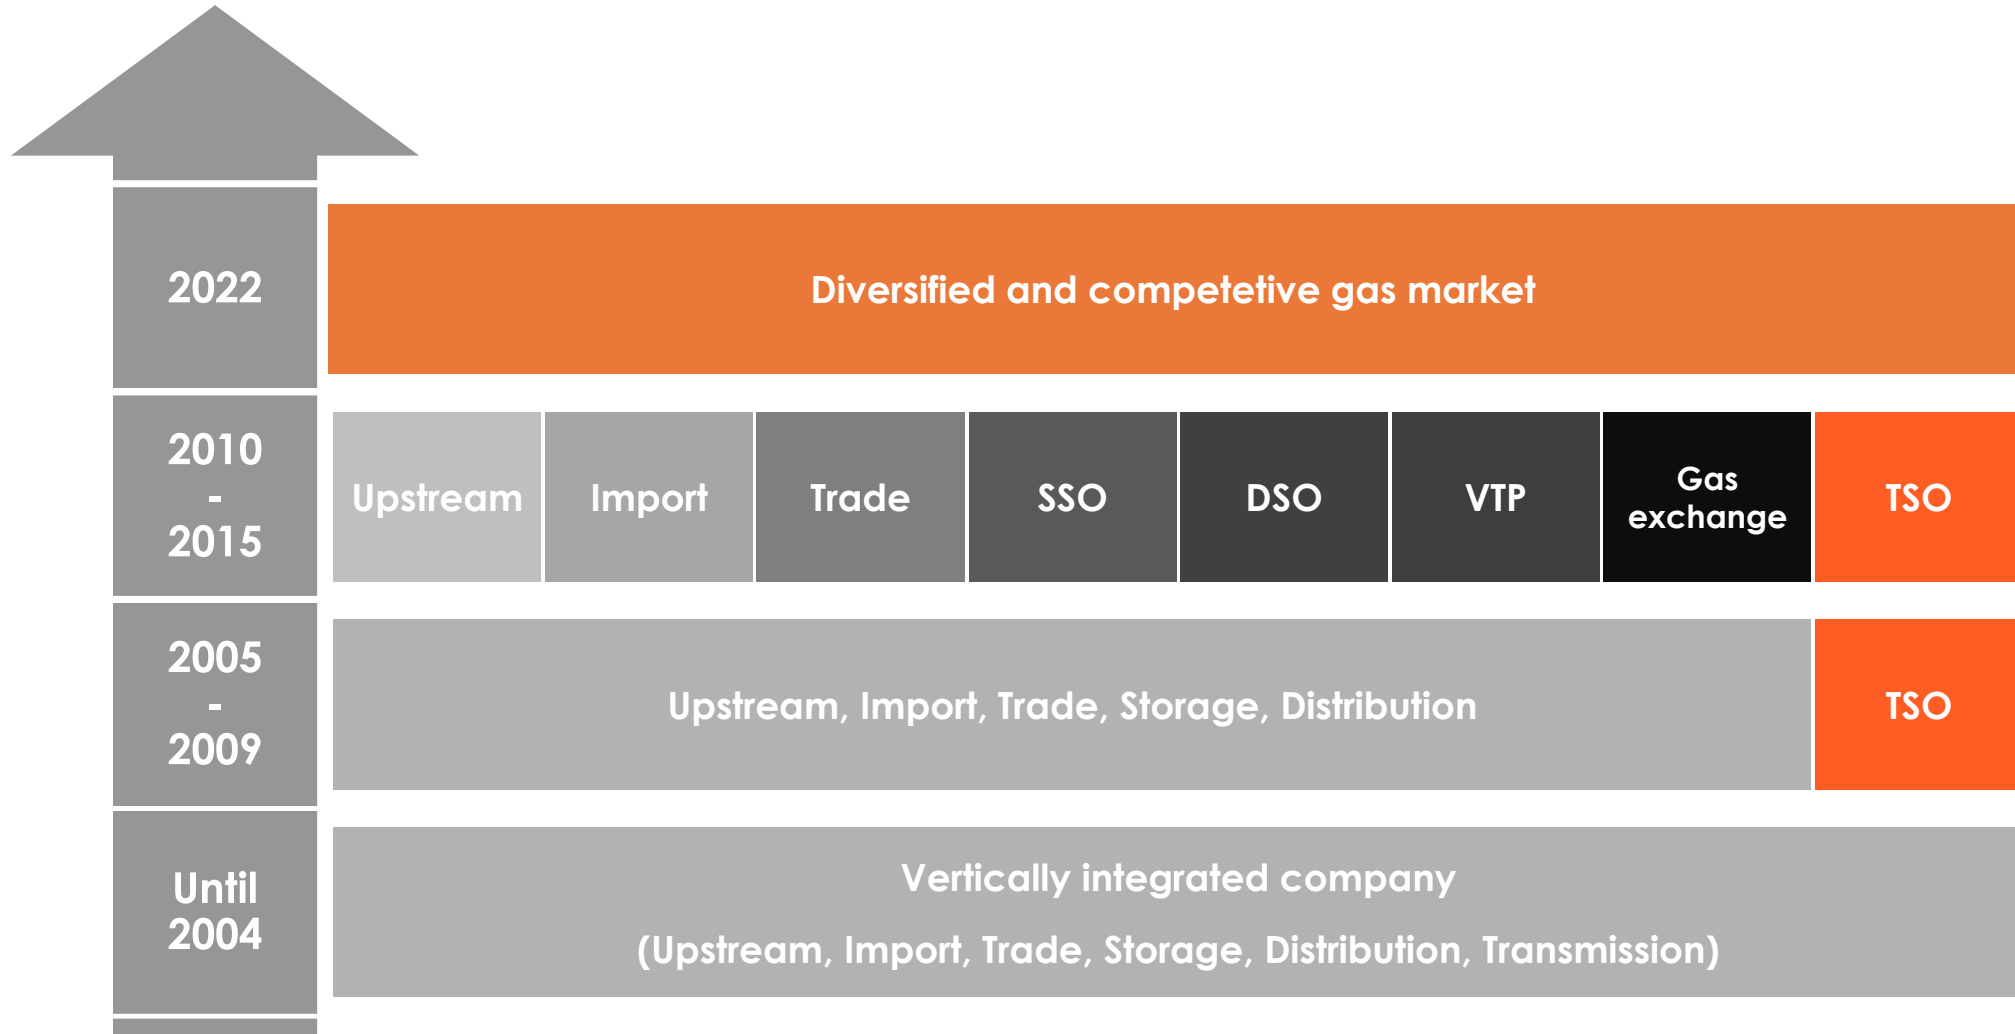 2022
Diversified and competetive gas market
2010
-
2015
Upstream
Import
Trade
SSO
DSO
VTP
Gas
exchange
TSO
2005
-
2009
Upstream, Import, Trade, Storage, Distribution
TSO
Until
2004
Vertically integrated company
(Upstream, Import, Trade, Storage, Distribution, Transmission)